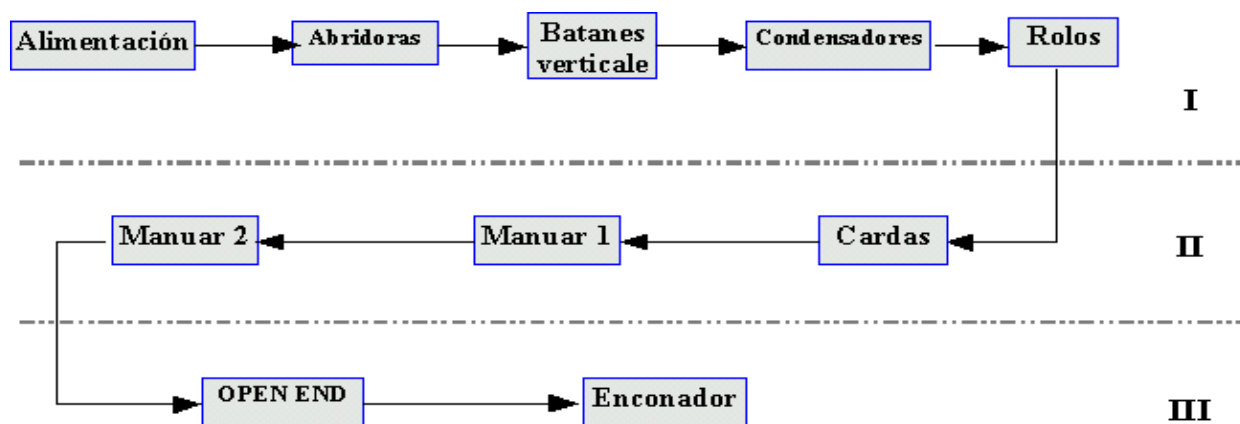 Alimentación
Abridoras
Batanes
verticale
Condensadores
Rolos
I
Manuar 2
Manuar 1
Cardas
II
OPEN END
Enconador
III